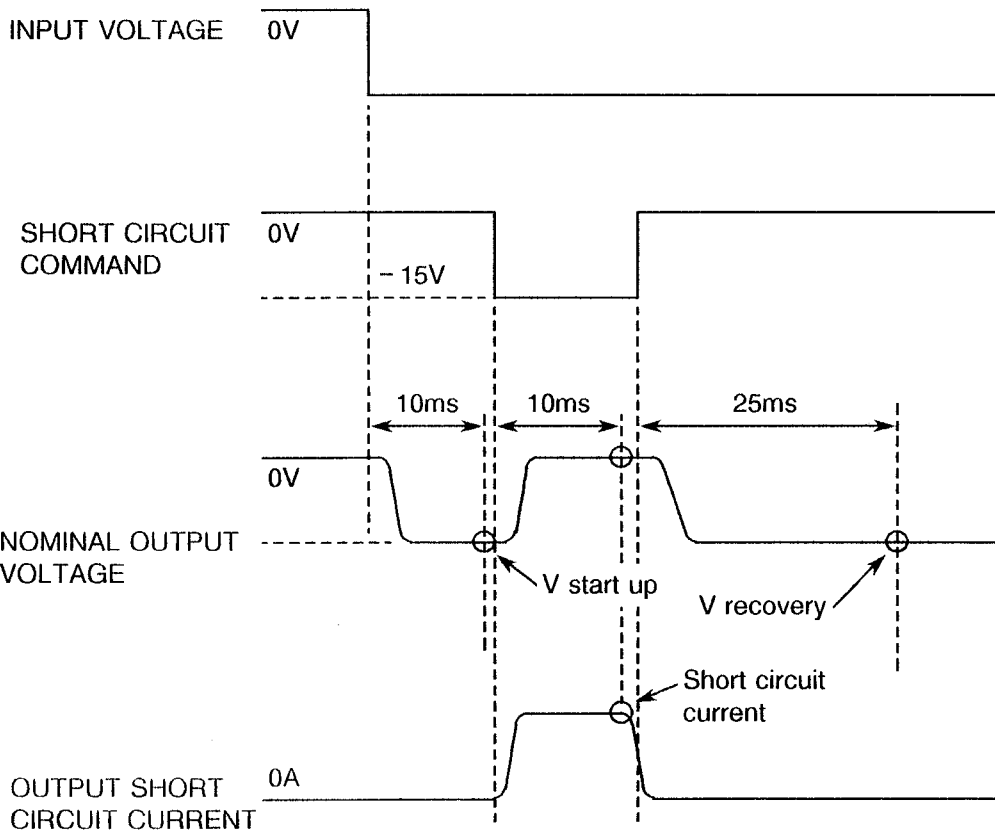 INPUT VOLTAGE
0V
SHORT CIRCUIT
COMMAND
0V
-15V
10ms
10ms
25ms
0V
NOMINAL OUTPUT
VOLTAGE
V start up
V recovery
Short circuit
current
OUTPUT SHORT
CIRCUIT CURRENT
0A